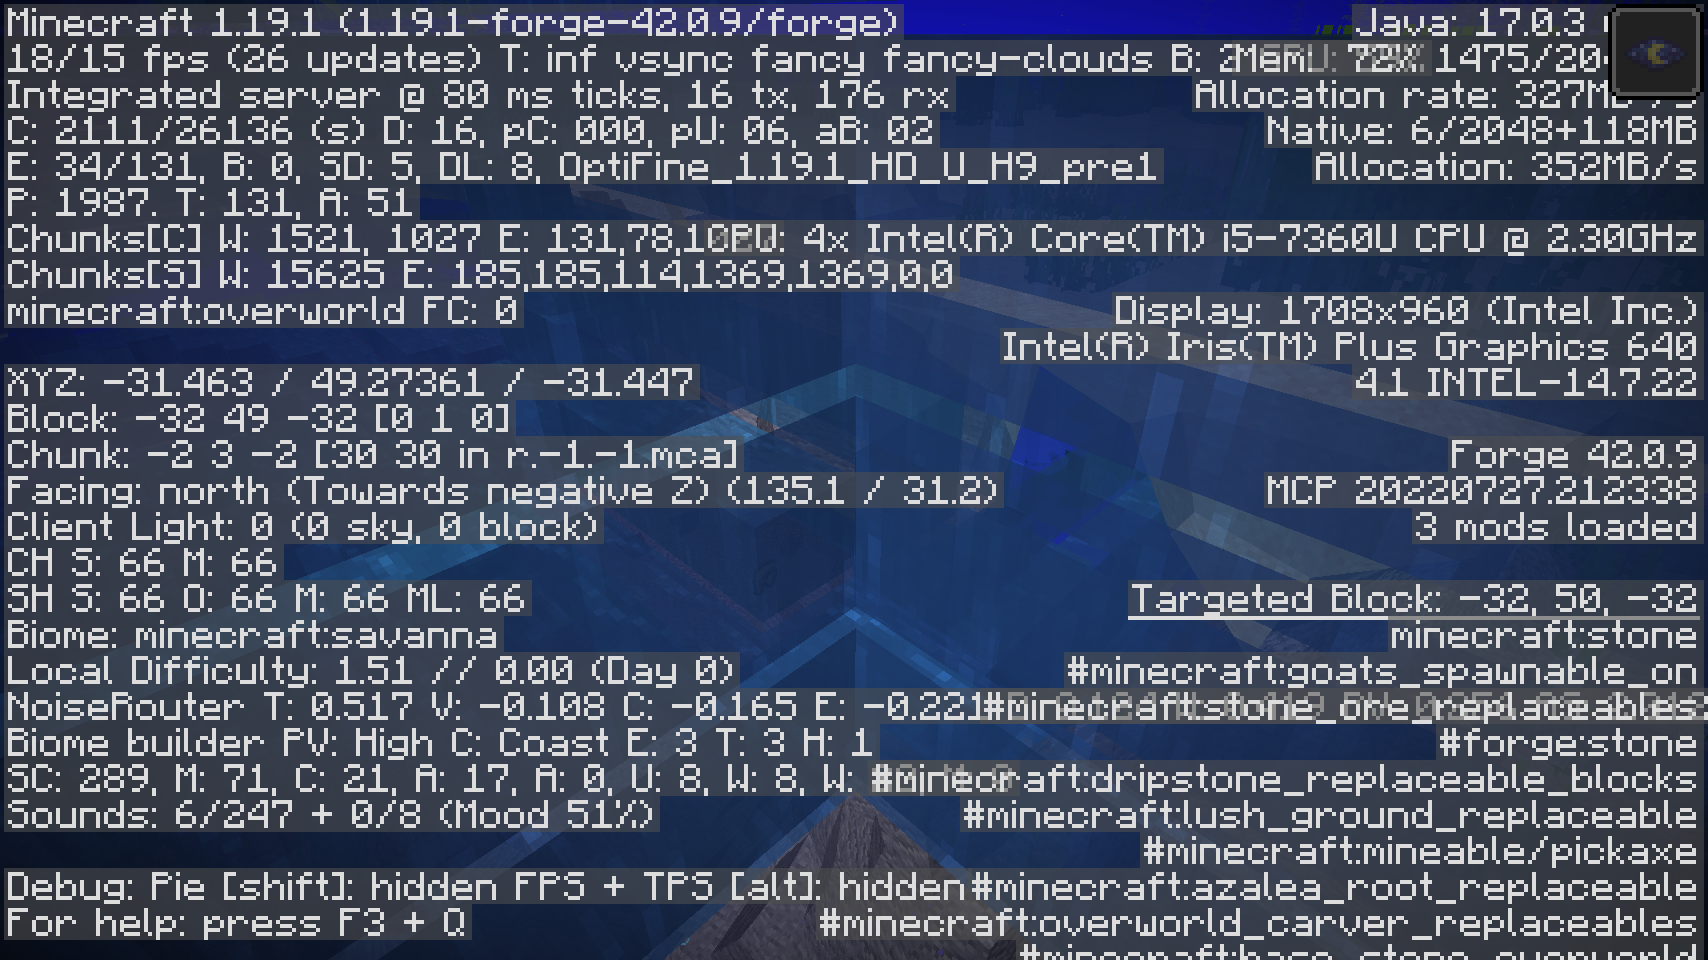 Minecraft 1.19.1 (1.19.1-forge-42.0.9/forge)
Java: 17.0.3
18/15 fps (26 updates) T: inf vsync fancy fancy-clouds B:
Mem: 72% 1475/20
Integrated server @ 80 ms ticks, 16 tx, 176 rx
Allocation rate: 327M
C: 2111/26136 (s) D: 16, pC: 000, pU: 06, aB: 02
Native: 6/2048+118MB
E: 34/131, B: 0, SD: 5, DL: 8, OptiFine_1.19.1_HD_U_H9_pre1
Allocation: 352MB/s
P: 1987. T: 131, A: 51
Chunks[C] W: 1521, 1027 E: 131,78,
4x Intel(R) Core(TM) i5-7360U CPU @ 2.30GHz
Chunks[S] W: 15625 E: 185,185,114,1369,1369,0,0
minecraft:overworld FC: 0
Display: 1708x960 (Intel Inc.)
Intel(R) Iris(TM) Plus Graphics 640
4.1 INTEL-14.7.22
XYZ: -31.463 / 49.27361 / -31.447
Block: -32 49 -32 [0 1 0]
Chunk: -2 3 -2 [30 30 in r.-1.-1.mca]
Forge 42.0.9
Facing: north (Towards negative Z) (135.1 / 31.2)
MCP 20220727.212338
Client Light: 0 (0 sky, 0 block)
3 mods loaded
CH S: 66 M: 66
SH S: 66 O: 66 M: 66 ML: 66
Targeted Block: -32, 50, -32
Biome: minecraft:savanna
minecraft:stone
Local Difficulty: 1.51 // 0.00 (Day 0)
#minecraft:goats_spawnable_on
NoiseRouter T: 0.517 V: -0.108 C: -0.165 E: -0.221
#minecraft:stone_ore_replaceables
Biome builder PV: High C: Coast E: 3 T: 3 H: 1
#forge:stone
SC: 289, M: 71, C: 21, A: 17, A: 0, U: 8, W: 8, W:
#minecraft:dripstone_replaceable_blocks
Sounds: 6/247 + 0/8 (Mood 51%)
#minecraft:lush_ground_replaceable
#minecraft:mineable/pickaxe
Debug: Pie [shift]: hidden FPS + TPS [alt]: hidden
#minecraft:azalea_root_replaceable
For help: press F3 + Q
#minecraft:overworld_carver_replaceables
#minecraft:base_stone_overworld